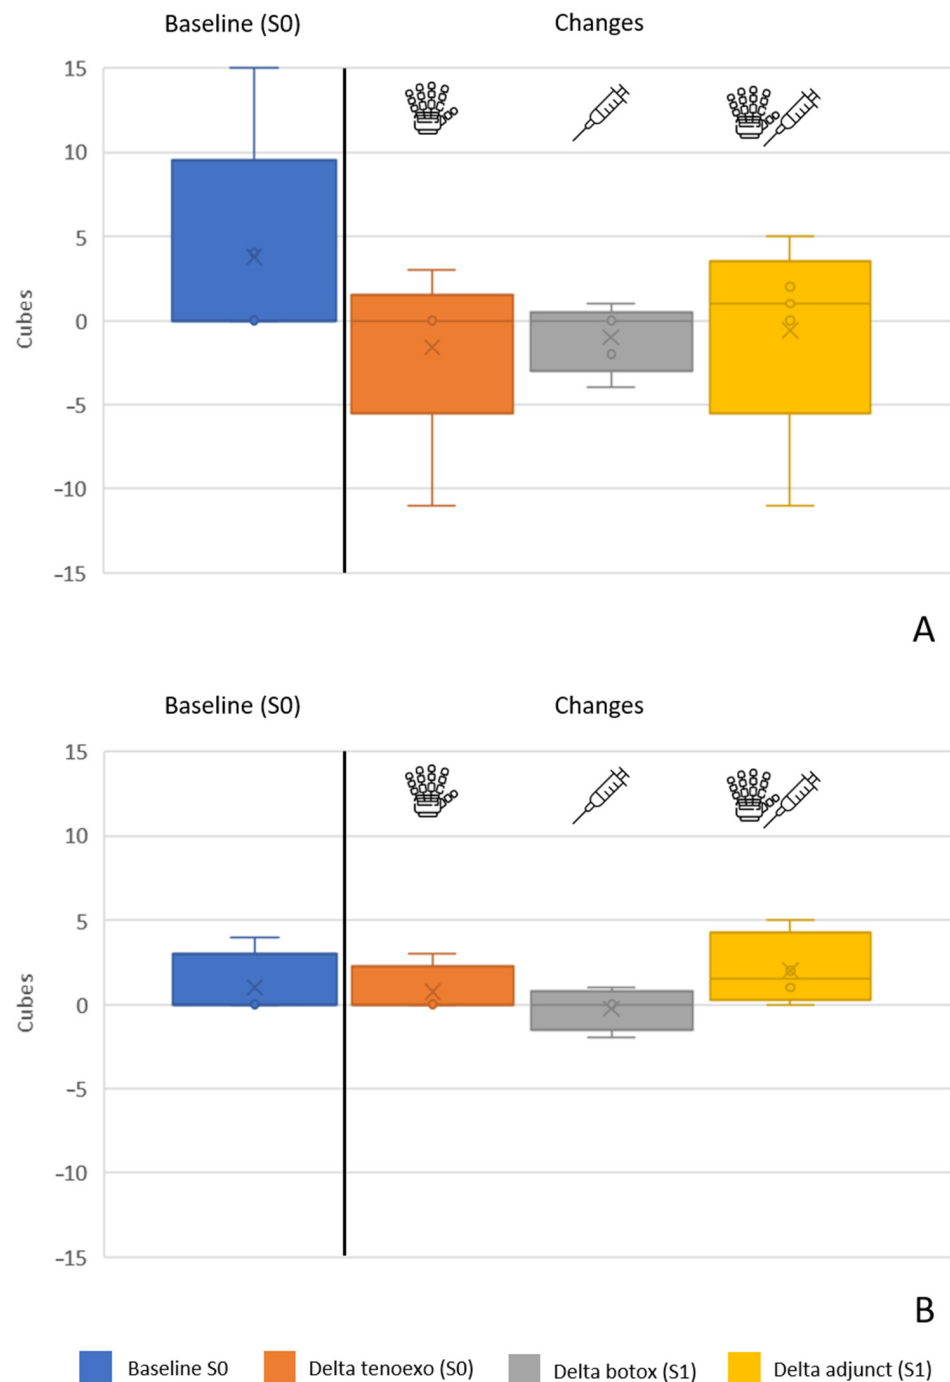 Baseline (S0) Changes
15
10
5
0
−5
−10
−15
Cubes
A
Baseline (S0) Changes
15
10
5
0
−5
−10
−15
Cubes
B
Baseline S0 Delta tenoexo (S0) Delta botox (S1) Delta adjunct (S1)